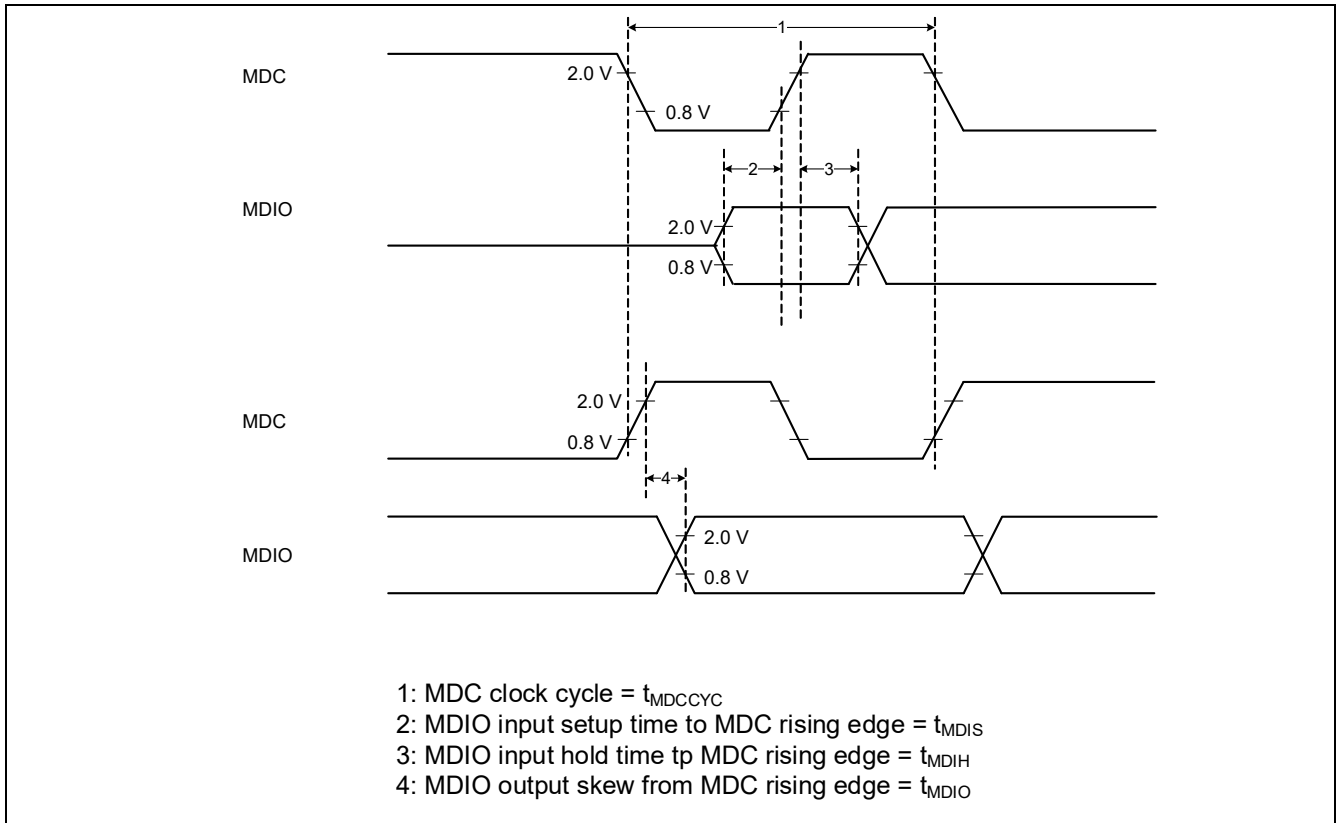 1
MDC
2.0 V
0.8 V
2
3
MDIO
2.0 V
0.8 V
2.0 V
MDC
0.8 V
4
2.0 V
MDIO
0.8 V
1: MDC clock cycle = tMDCCYC
2: MDIO input setup time to MDC rising edge = tMDIS
3: MDIO input hold time tp MDC rising edge = tMDIH
4: MDIO output skew from MDC rising edge = tMDIO